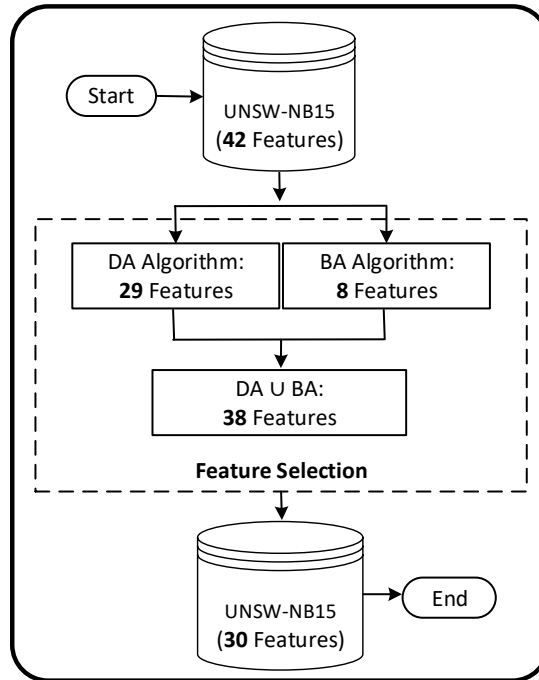 Start
UNSW-NB15
(42 Features)
DA Algorithm:
29 Features
BA Algorithm:
8 Features
DA ∪ BA:
38 Features
Feature Selection
UNSW-NB15
(30 Features)
End